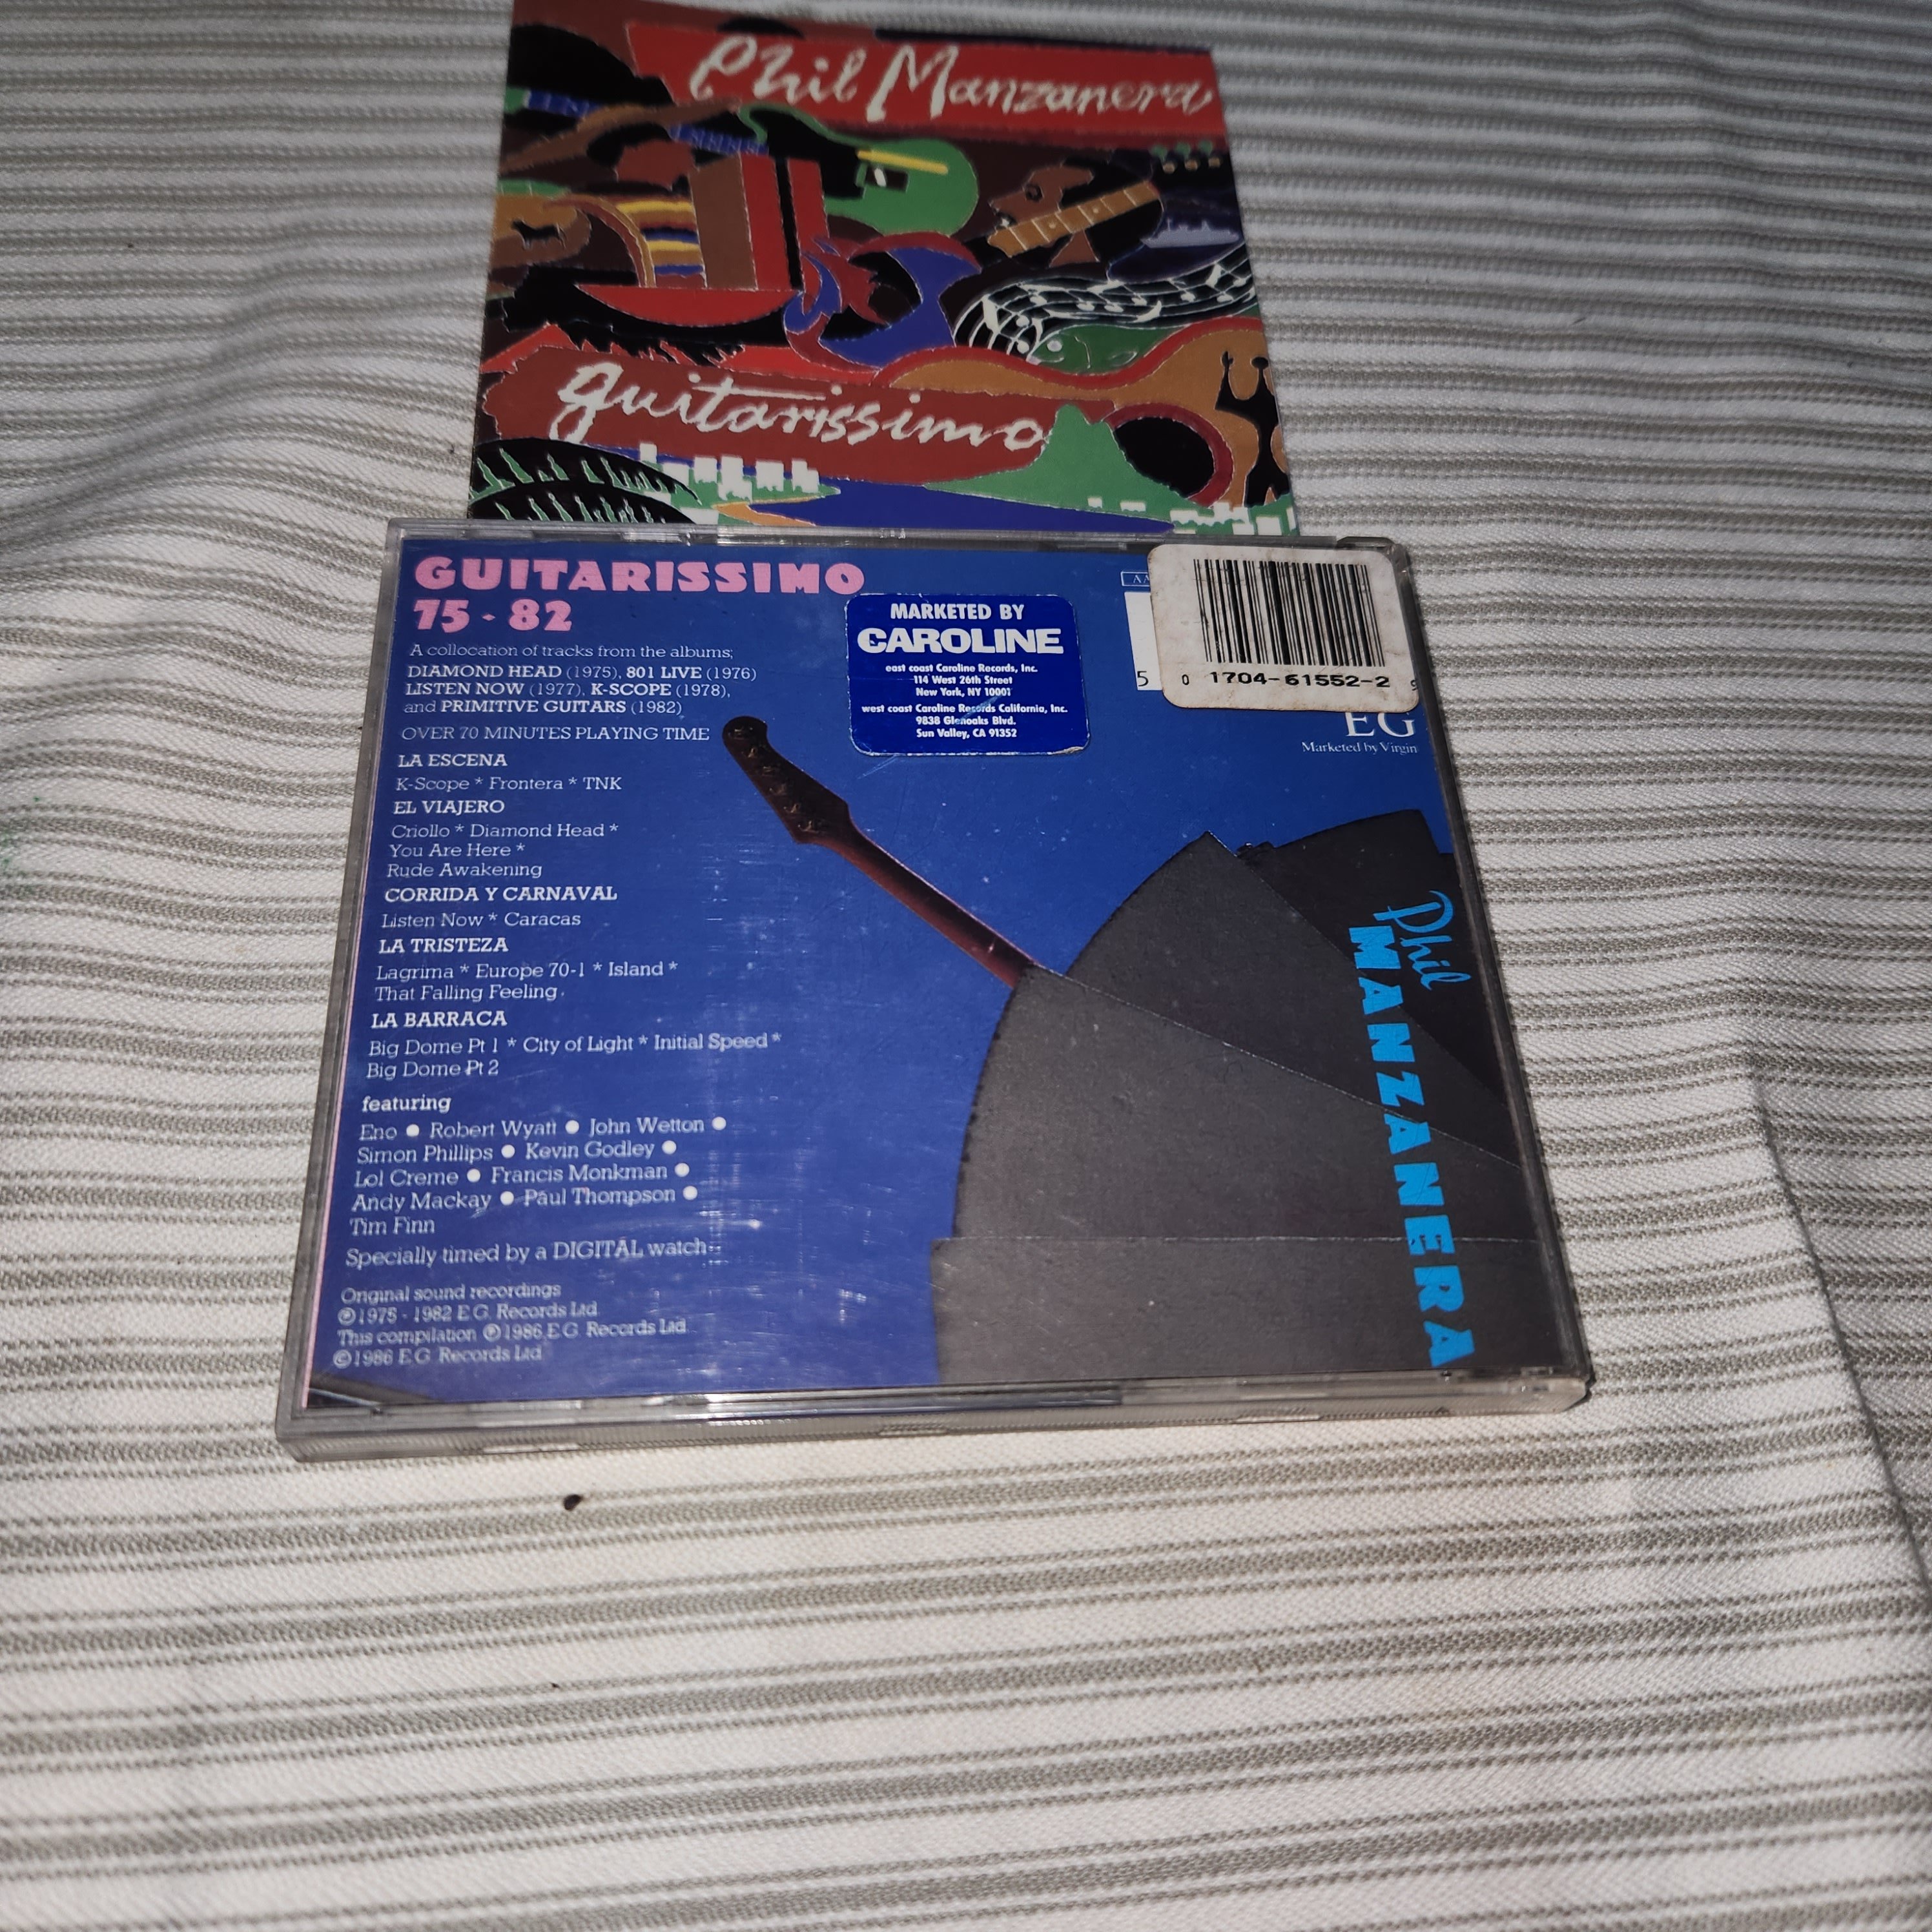 Phil Manzanera
guitarissimo
GUITARISSIMO
75 - 82
A collocation of tracks from the albums;
DIAMOND HEAD (1975), 801 LIVE (1976)
LISTEN NOW (1977), K-SCOPE (1978),
and PRIMITIVE GUITARS (1982)
OVER 70 MINUTES PLAYING TIME
LA ESCENA
K-Scope * Frontera * TNK
EL VIAJERO
Criollo * Diamond Head *
You Are Here *
Rude Awakening
CORRIDA Y CARNAVAL
Listen Now * Caracas
LA TRISTEZA
Lagrima * Europe 70-1 * Island *
That Falling Feeling
LA BARRACA
Big Dome Pt 1 * City of Light * Initial Speed *
Big Dome Pt 2
featuring
Eno ● Robert Wyatt ● John Wetton ●
Simon Phillips ● Kevin Godley ●
Lol Creme ● Francis Monkman ●
Andy Mackay ● Paul Thompson ●
Tim Finn
Specially timed by a DIGITAL watch
Original sound recordings
℗1975 - 1982 E.G. Records Ltd
This compilation ℗1986 E.G. Records Ltd
©1986 E.G. Records Ltd
MARKETED BY
CAROLINE
east coast Caroline Records, Inc.
114 West 26th Street
New York, NY 10001
west coast Caroline Records California, Inc.
9838 Glenoaks Blvd.
Sun Valley, CA 91352
5
0 1704-61552-2 9
EG
Marketed by Virgin
Phil
MANZANERA